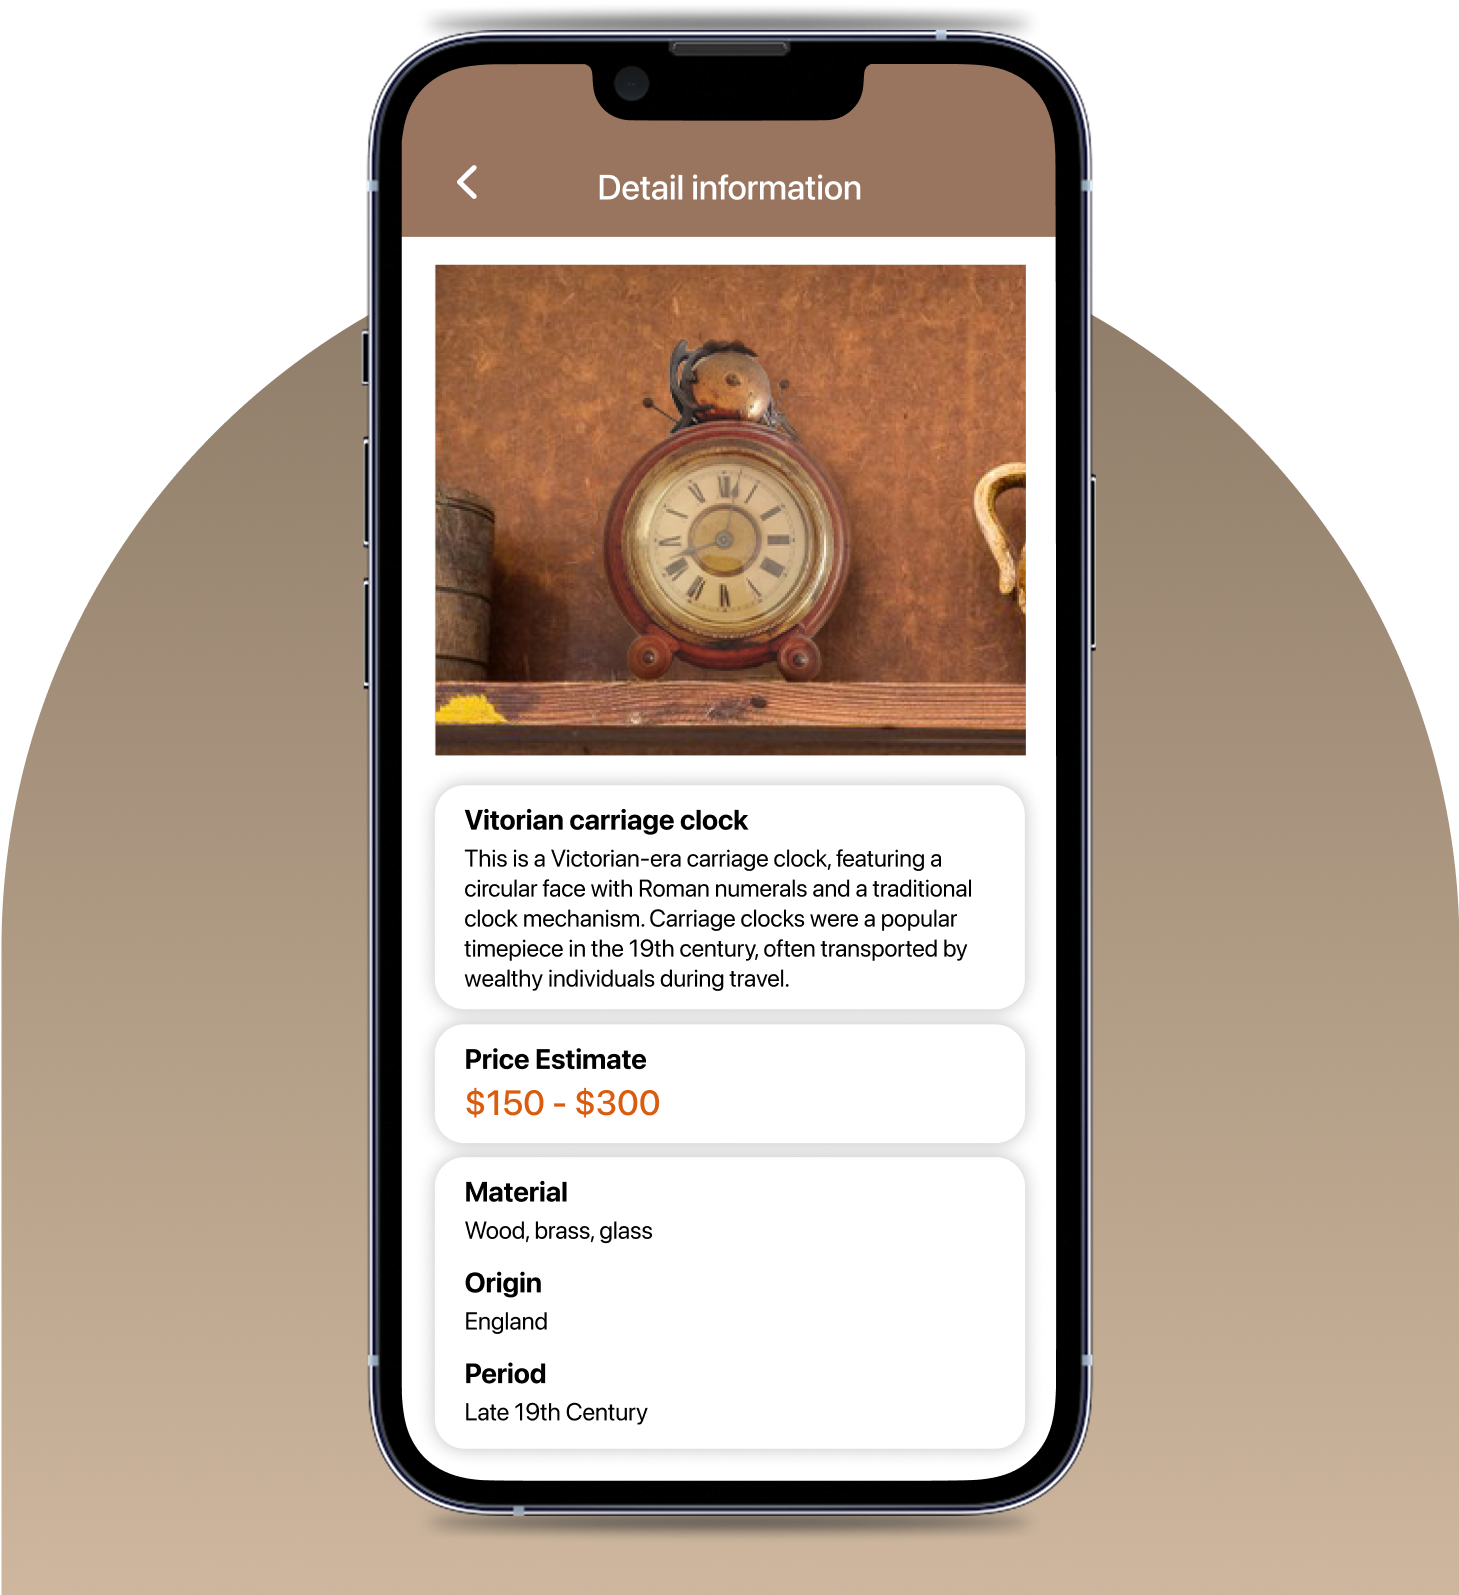 Detail information
Vitorian carriage clock
This is a Victorian-era carriage clock, featuring a
circular face with Roman numerals and a traditional
clock mechanism. Carriage clocks were a popular
timepiece in the 19th century, often transported by
wealthy individuals during travel.
Price Estimate
$150 - $300
Material
Wood, brass, glass
Origin
England
Period
Late 19th Century